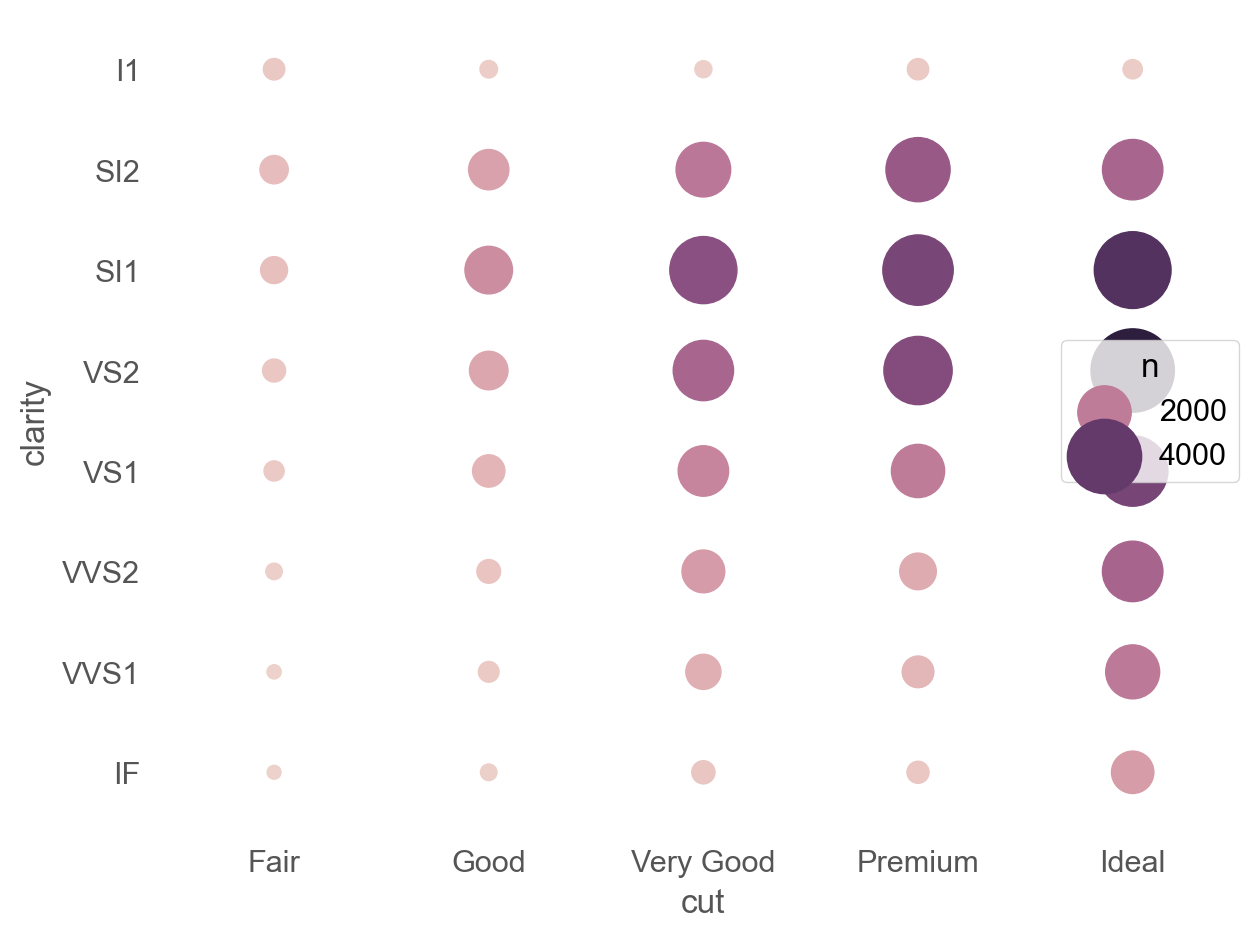 I1
SI2
SI1
VS2
VS1
VVS2
VVS1
IF
clarity
n
2000
4000
Fair Good Very Good Premium Ideal
cut